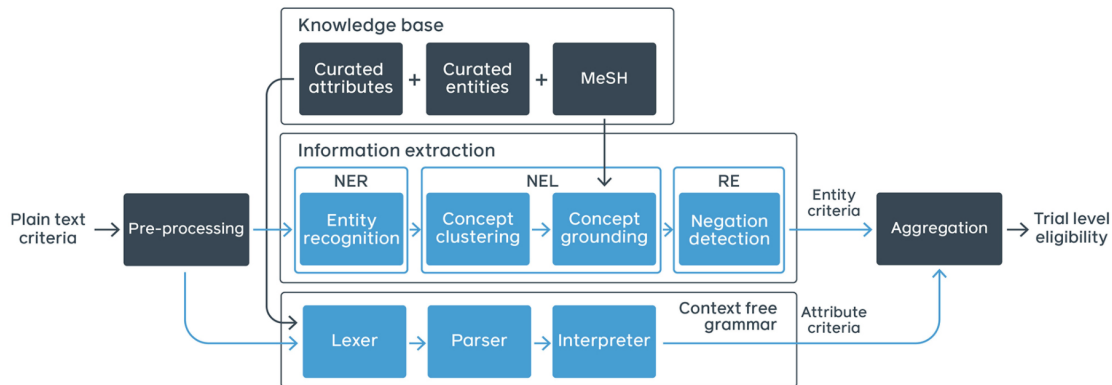 Knowledge base
Curated
attributes
+
Curated
entities
+
MeSH
Information extraction
NER
NEL
RE
Plain text
criteria
Pre-processing
Entity
recognition
Concept
clustering
Concept
grounding
Negation
detection
Entity
criteria
Aggregation
Trial level
eligibility
Context free
grammar
Attribute
criteria
Lexer
Parser
Interpreter